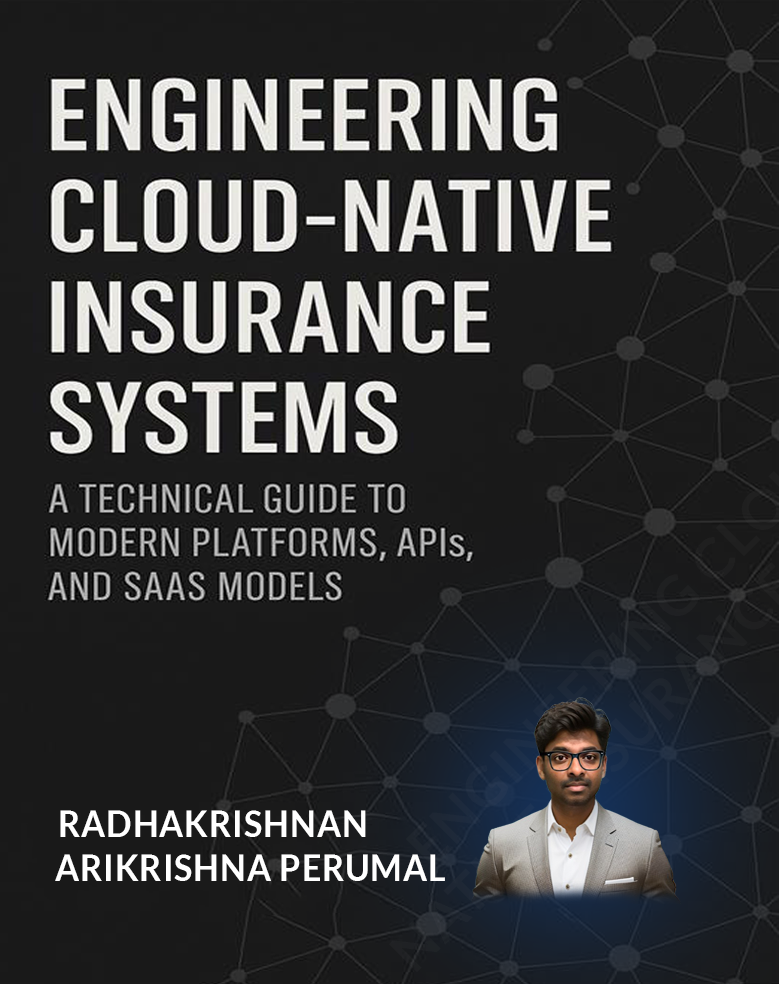 ENGINEERING
CLOUD-NATIVE
INSURANCE
SYSTEMS
A TECHNICAL GUIDE TO
MODERN PLATFORMS, APIs,
AND SAAS MODELS
RADHAKRISHNAN
ARIKRISHNA PERUMAL